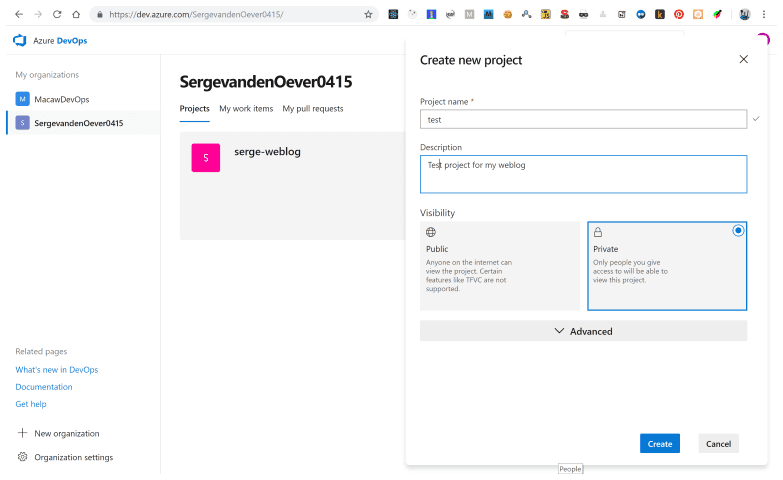 https://dev.azure.com/SergevandenOever0415/
Azure DevOps
My organizations
M MacawDevOps
S SergevandenOever0415
Related pages
What's new in DevOps
Documentation
Get help
New organization
Organization settings
SergevandenOever0415
Projects My work items My pull requests
S serge-weblog
Create new project
Project name *
test
Description
Test project for my weblog
Visibility
Public
Anyone on the internet can
view the project. Certain
features like TFVC are not
supported.
Private
Only people you give
access to will be able to
view this project.
Advanced
Create Cancel
People